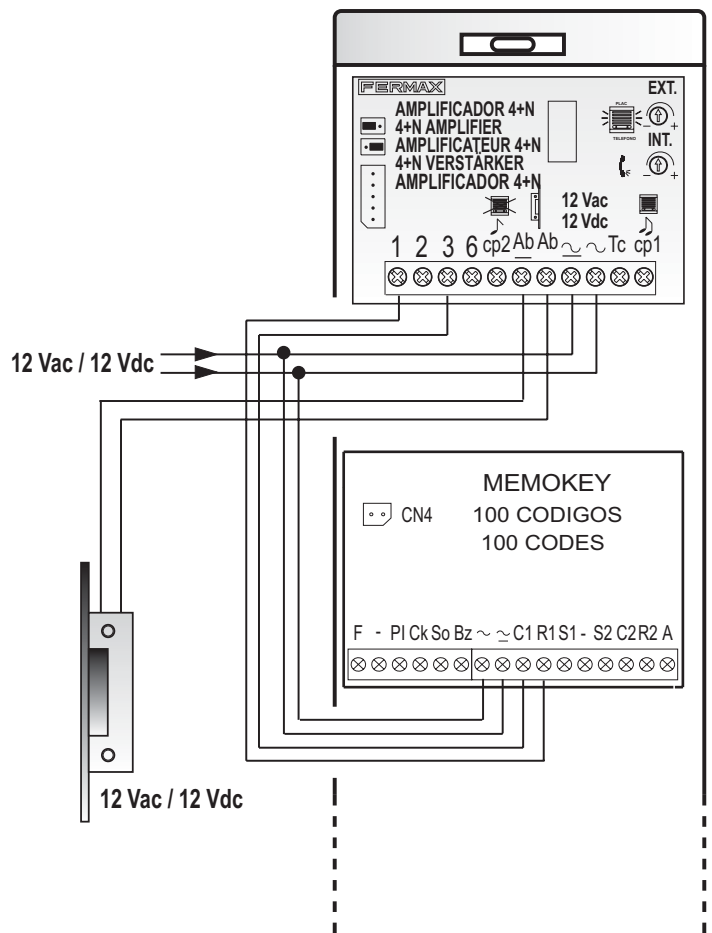 FERMAX
EXT.
AMPLIFICADOR 4+N
4+N AMPLIFIER
AMPLIFICATEUR 4+N
4+N VERSTÄRKER
AMPLIFICADOR 4+N
PLAC
TELEFONO
INT.
- +
- +
12 Vac
12 Vdc
1 2 3 6 cp2 Ab Ab Tc cp1
12 Vac / 12 Vdc
MEMOKEY
CN4
100 CODIGOS
100 CODES
F - Pl Ck So Bz ~ ~ C1 R1 S1 - S2 C2 R2 A
12 Vac / 12 Vdc